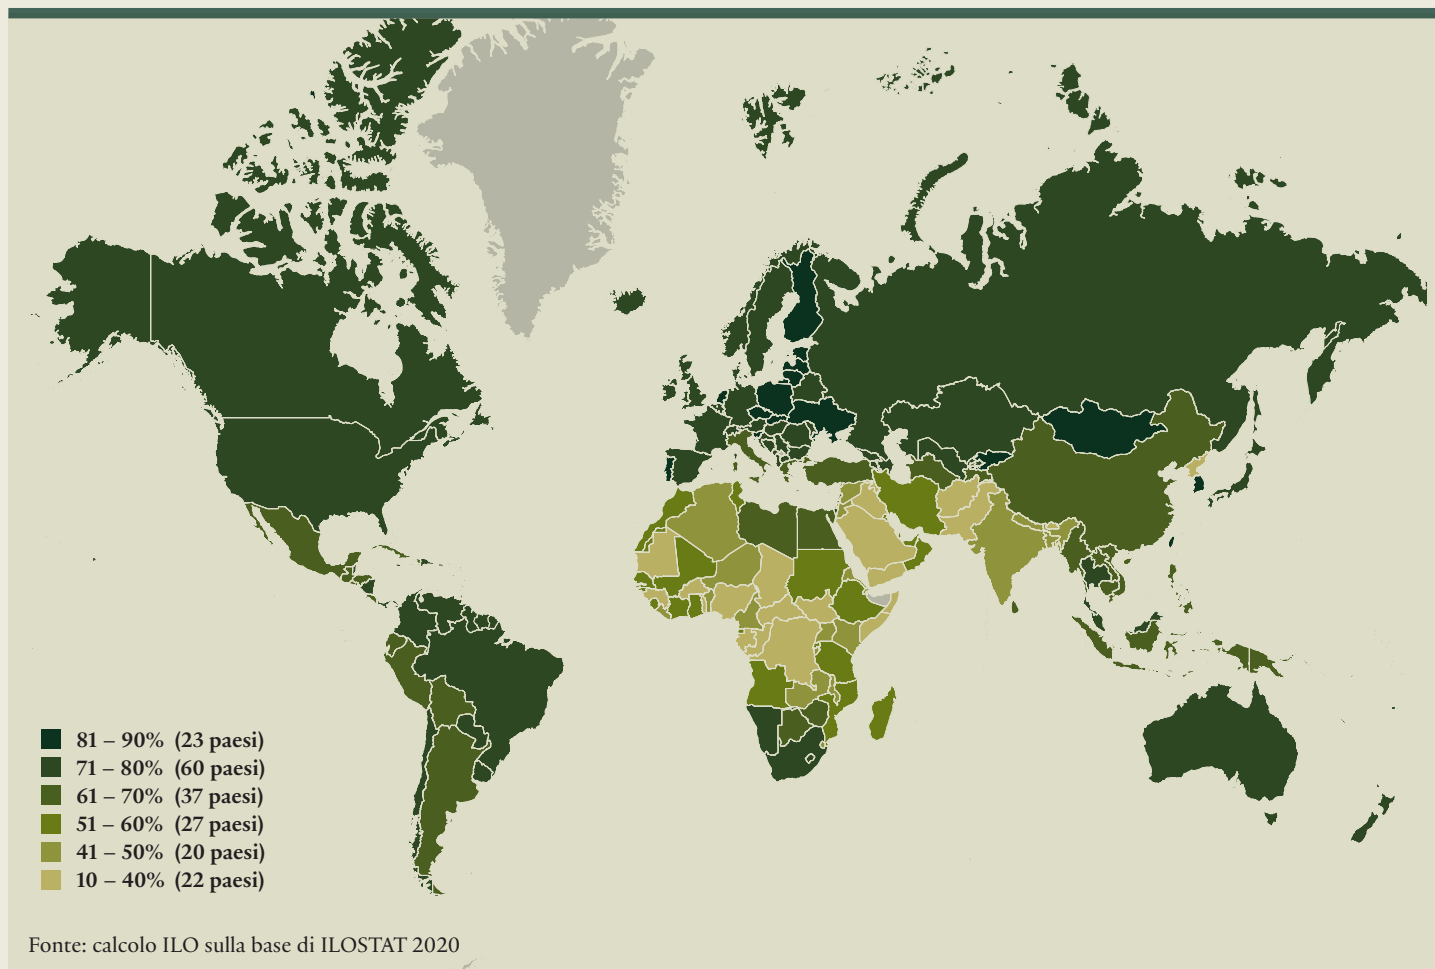 81 – 90% (23 paesi)
71 – 80% (60 paesi)
61 – 70% (37 paesi)
51 – 60% (27 paesi)
41 – 50% (20 paesi)
10 – 40% (22 paesi)
Fonte: calcolo ILO sulla base di ILOSTAT 2020